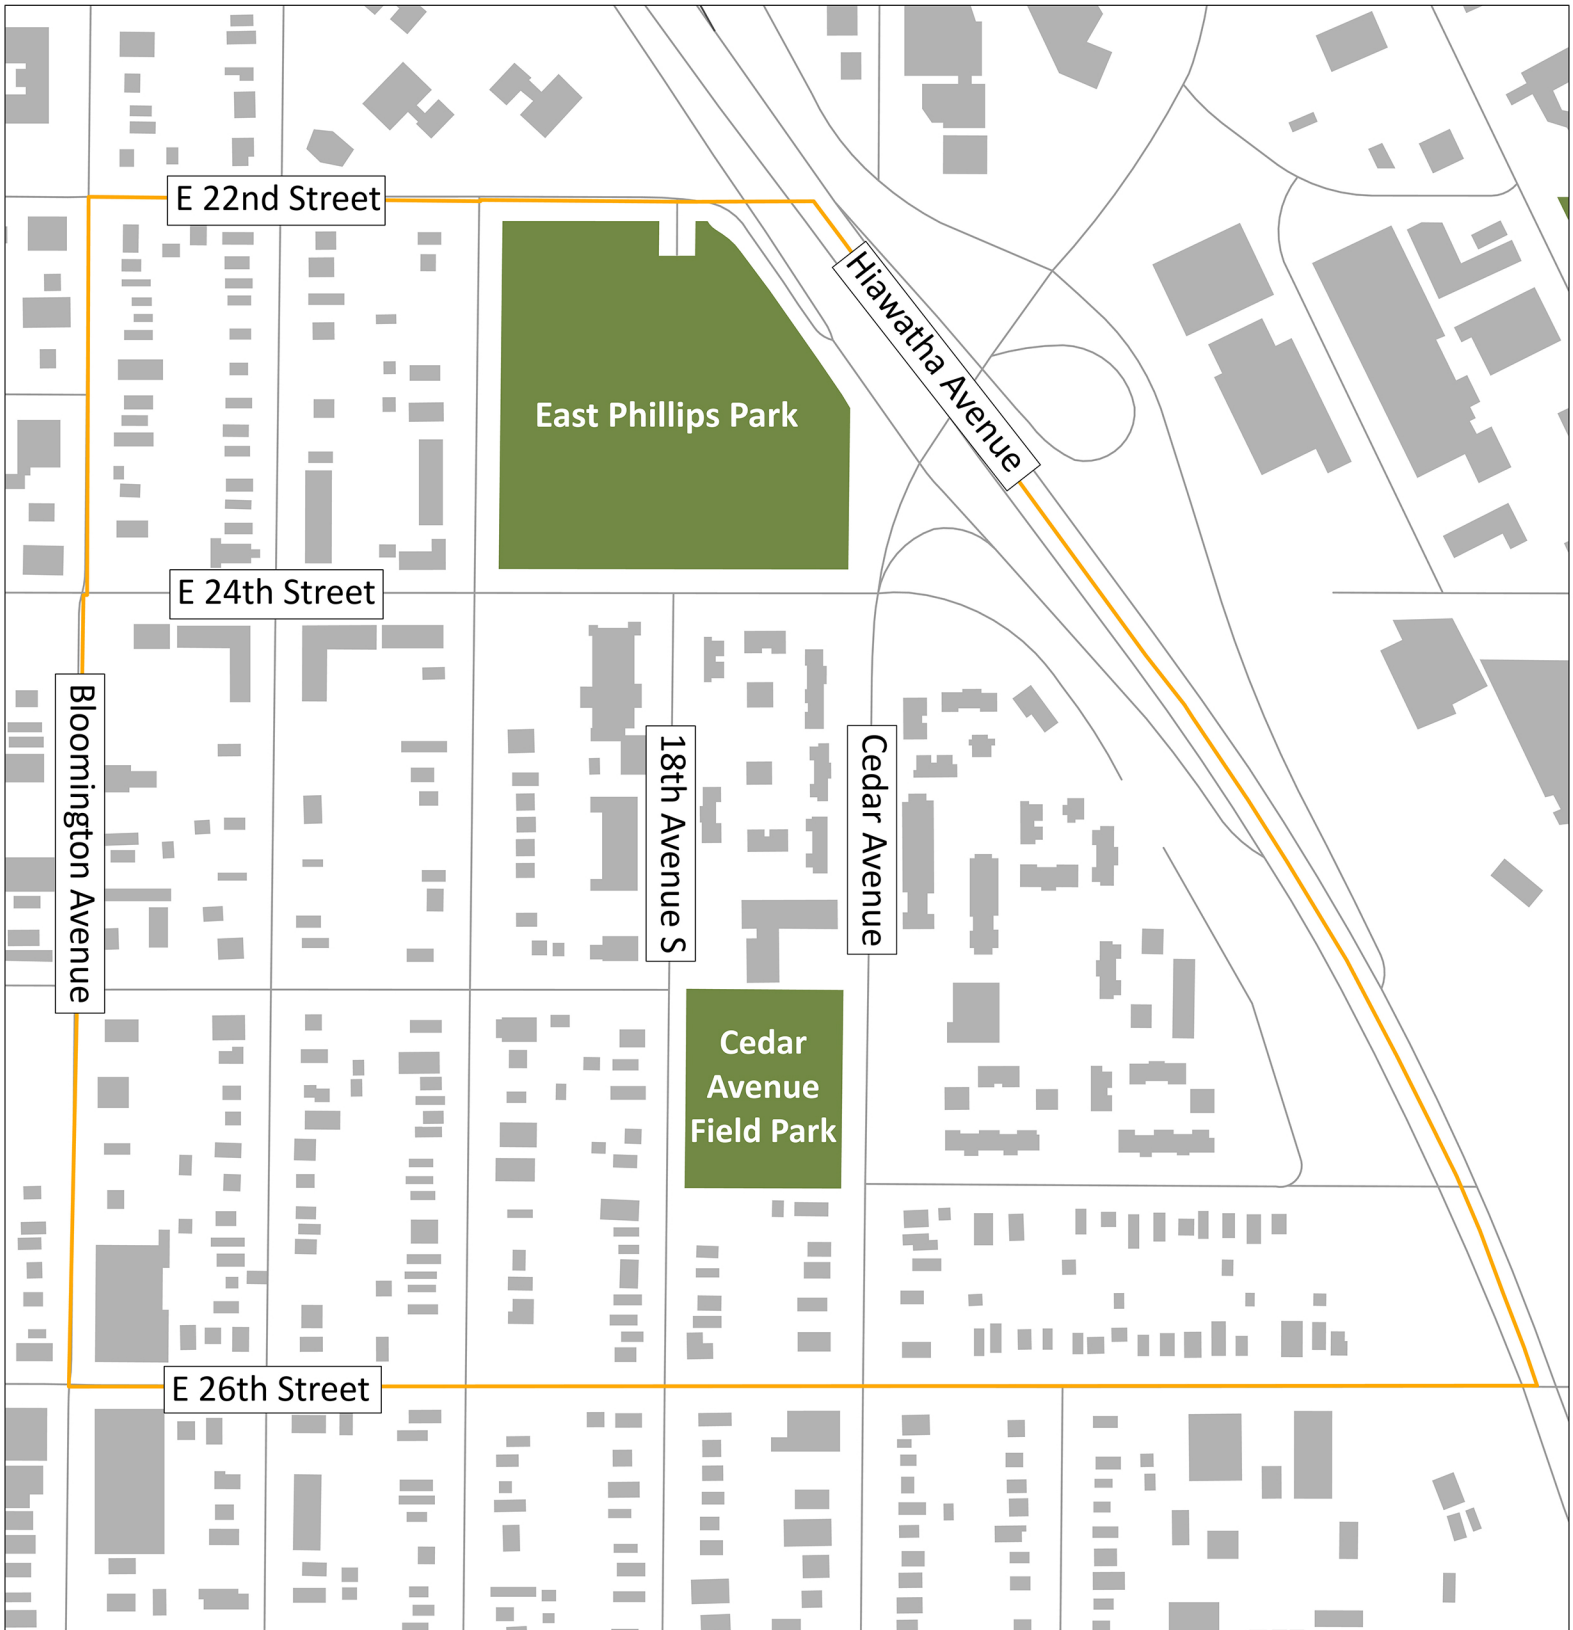 E 22nd Street
Hiawatha Avenue
East Phillips Park
E 24th Street
Bloomington Avenue
18th Avenue S
Cedar Avenue
Cedar
Avenue
Field Park
E 26th Street